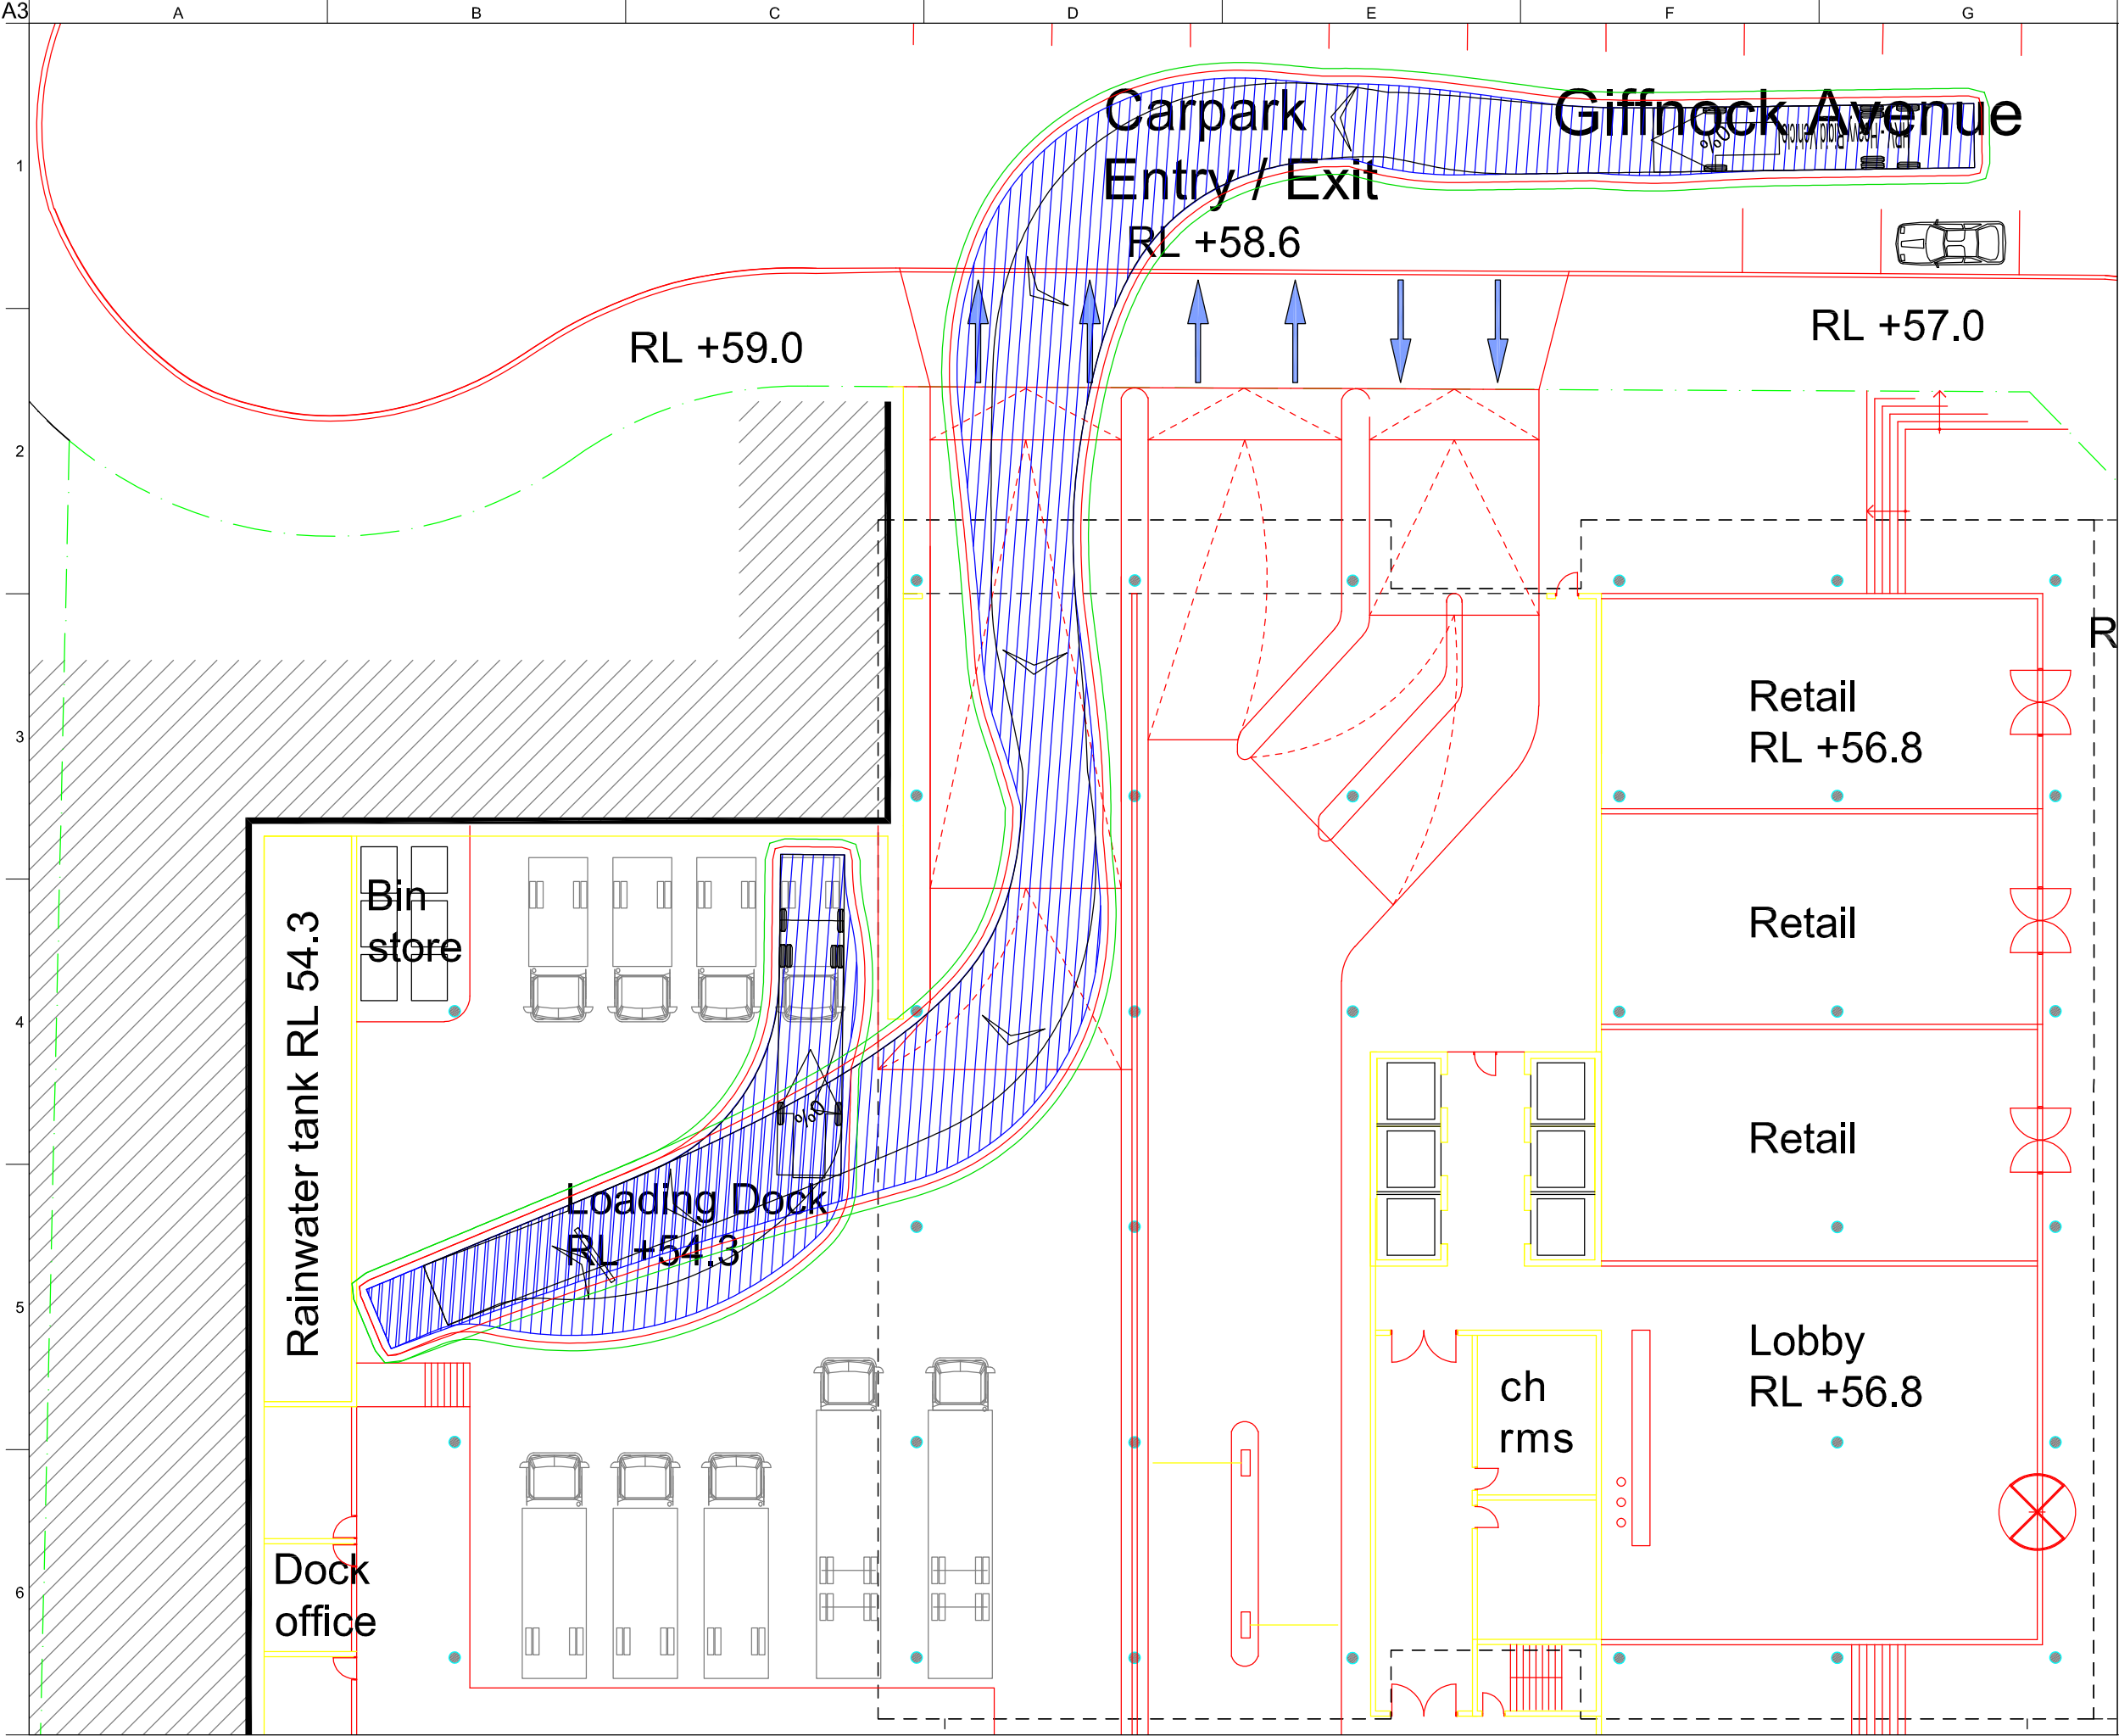 A3
A
B
C
D
E
F
G
1
2
3
4
5
6
Carpark
Entry / Exit
RL +58.6
Giffnock Avenue
RL +59.0
RL +57.0
R
Retail
RL +56.8
Retail
Retail
Lobby
RL +56.8
ch
rms
Bin
store
Rainwater tank RL 54.3
Loading Dock
RL +54.3
Dock
office